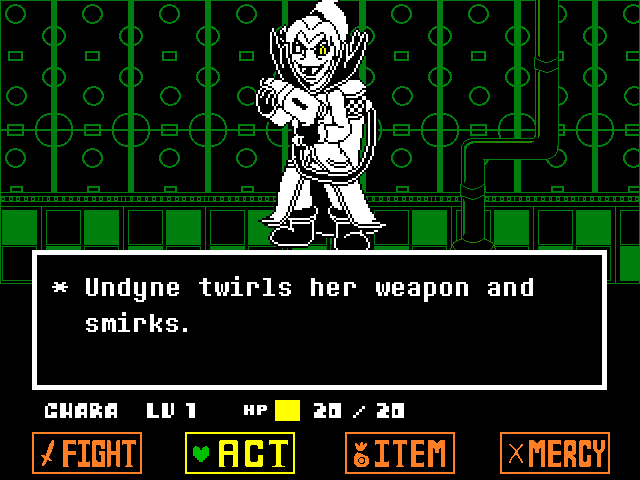 * Undyne twirls her weapon and
smirks.
CHARA LV 1 HP 20 / 20
FIGHT ACT ITEM MERCY